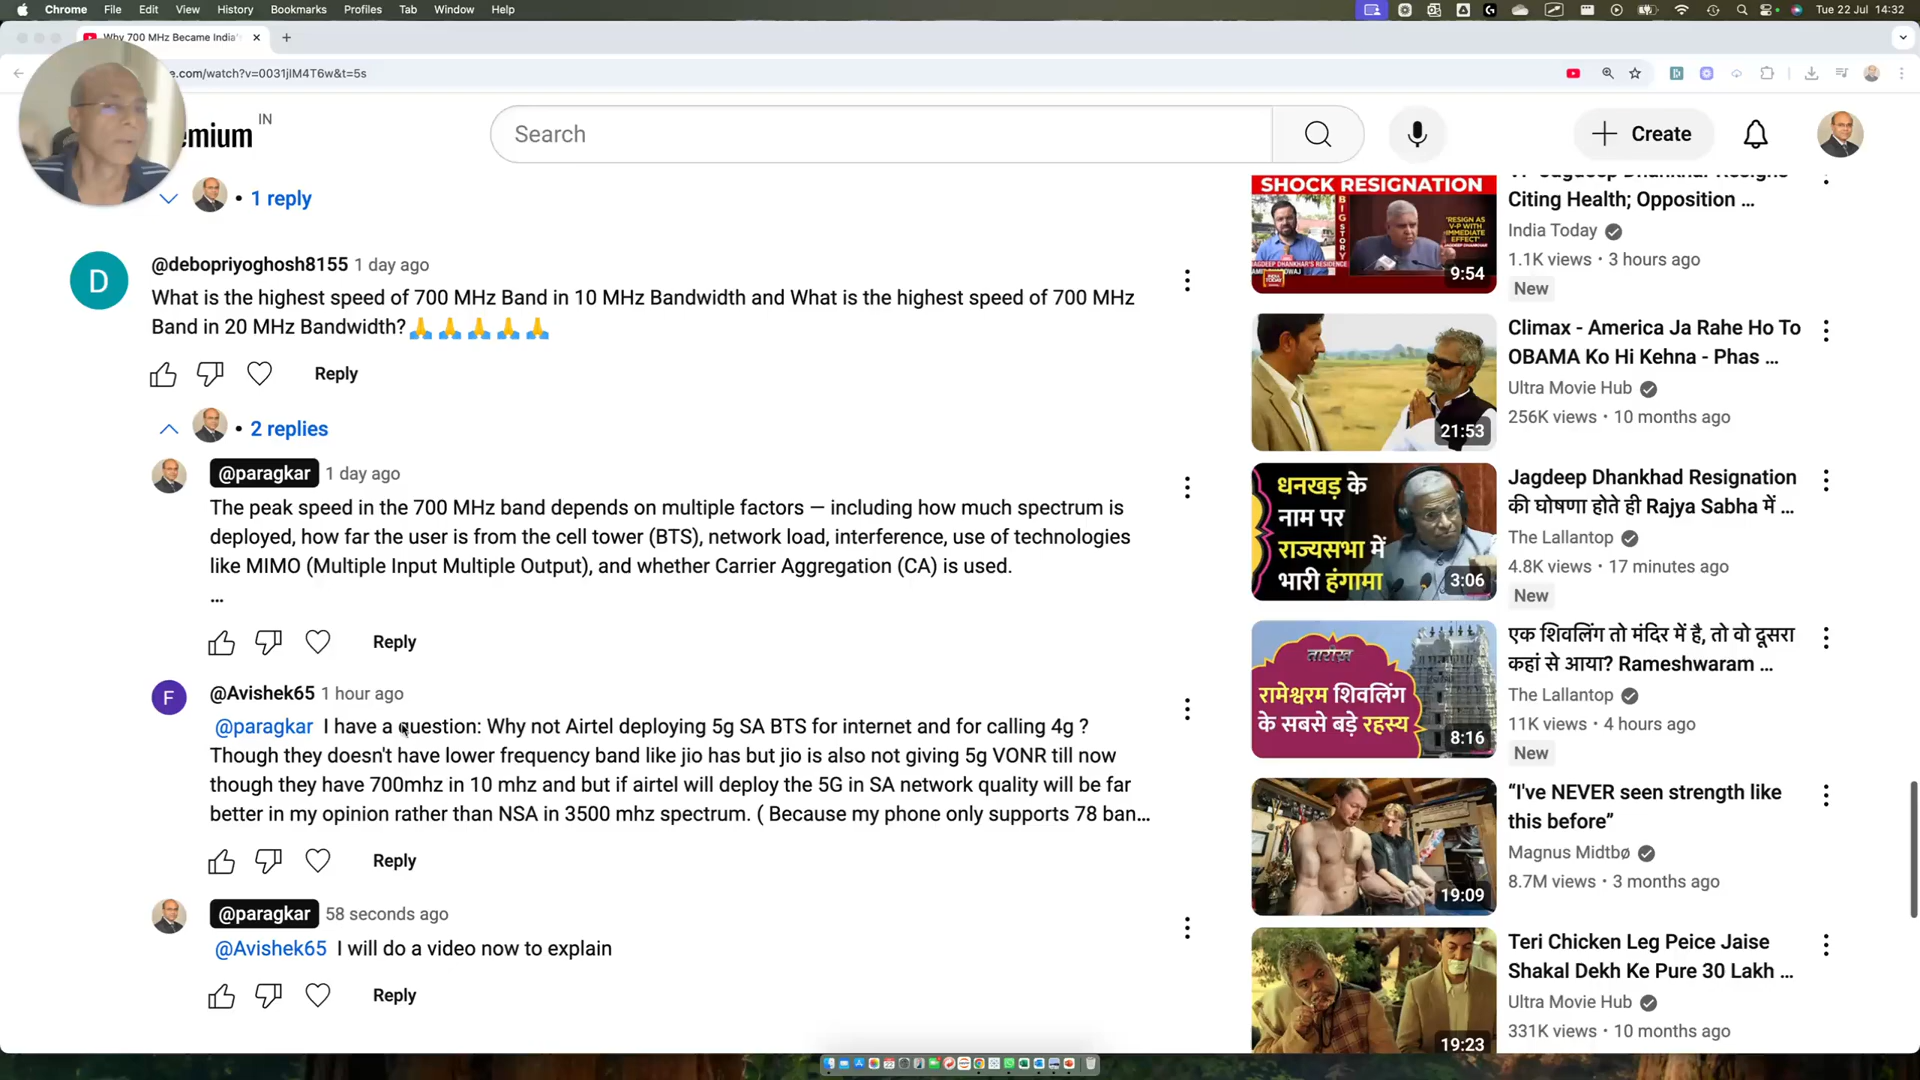 Chrome File Edit View History Bookmarks Profiles Tab Window Help Tue 22 Jul 14:32
Why 700 MHz Became India's
e.com/watch?v=0031jIM4T6w&t=5s
emium IN
Search
Create
1 reply
@debopriyoghosh8155 1 day ago
What is the highest speed of 700 MHz Band in 10 MHz Bandwidth and What is the highest speed of 700 MHz
Band in 20 MHz Bandwidth?🙏🙏🙏🙏🙏
Reply
• 2 replies
@paragkar 1 day ago
The peak speed in the 700 MHz band depends on multiple factors — including how much spectrum is
deployed, how far the user is from the cell tower (BTS), network load, interference, use of technologies
like MIMO (Multiple Input Multiple Output), and whether Carrier Aggregation (CA) is used.
...
Reply
@Avishek65 1 hour ago
@paragkar I have a question: Why not Airtel deploying 5g SA BTS for internet and for calling 4g ?
Though they doesn't have lower frequency band like jio has but jio is also not giving 5g VONR till now
though they have 700mhz in 10 mhz and but if airtel will deploy the 5G in SA network quality will be far
better in my opinion rather than NSA in 3500 mhz spectrum. ( Because my phone only supports 78 ban...
Reply
@paragkar 58 seconds ago
@Avishek65 I will do a video now to explain
Reply
D
F
SHOCK RESIGNATION
BIG STORY
"RESIGN AS
V-P WITH
IMMEDIATE
EFFECT"
9:54
Citing Health; Opposition ...
India Today
1.1K views • 3 hours ago
New
21:53
Climax - America Ja Rahe Ho To
OBAMA Ko Hi Kehna - Phas ...
Ultra Movie Hub
256K views • 10 months ago
धनखड़ के
नाम पर
राज्यसभा में
भारी हंगामा
3:06
Jagdeep Dhankhad Resignation
की घोषणा होते ही Rajya Sabha में ...
The Lallantop
4.8K views • 17 minutes ago
New
तारीख़
रामेश्वरम शिवलिंग
के सबसे बड़े रहस्य
8:16
एक शिवलिंग तो मंदिर में है, तो वो दूसरा
कहां से आया? Rameshwaram ...
The Lallantop
11K views • 4 hours ago
New
19:09
“I've NEVER seen strength like
this before”
Magnus Midtbø
8.7M views • 3 months ago
19:23
Teri Chicken Leg Peice Jaise
Shakal Dekh Ke Pure 30 Lakh ...
Ultra Movie Hub
331K views • 10 months ago